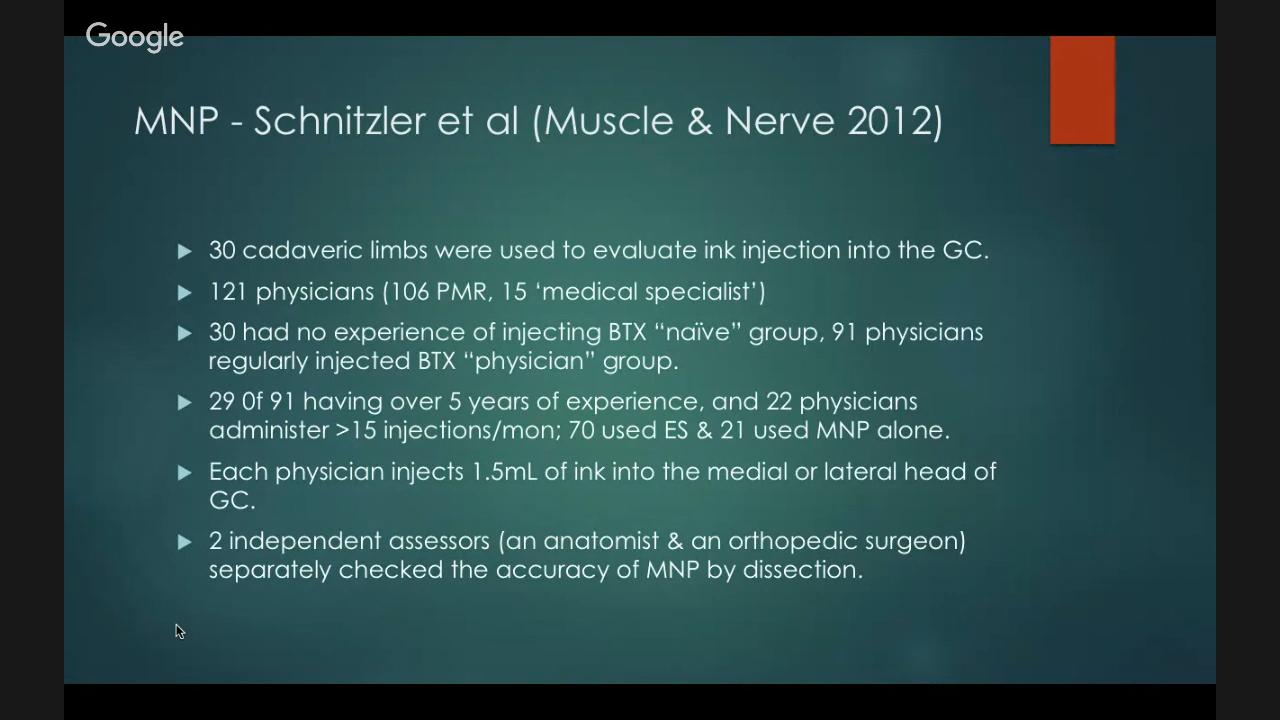 Google
MNP - Schnitzler et al (Muscle & Nerve 2012)
30 cadaveric limbs were used to evaluate ink injection into the GC.
121 physicians (106 PMR, 15 ‘medical specialist’)
30 had no experience of injecting BTX “naïve” group, 91 physicians
regularly injected BTX “physician” group.
29 0f 91 having over 5 years of experience, and 22 physicians
administer >15 injections/mon; 70 used ES & 21 used MNP alone.
Each physician injects 1.5mL of ink into the medial or lateral head of
GC.
2 independent assessors (an anatomist & an orthopedic surgeon)
separately checked the accuracy of MNP by dissection.